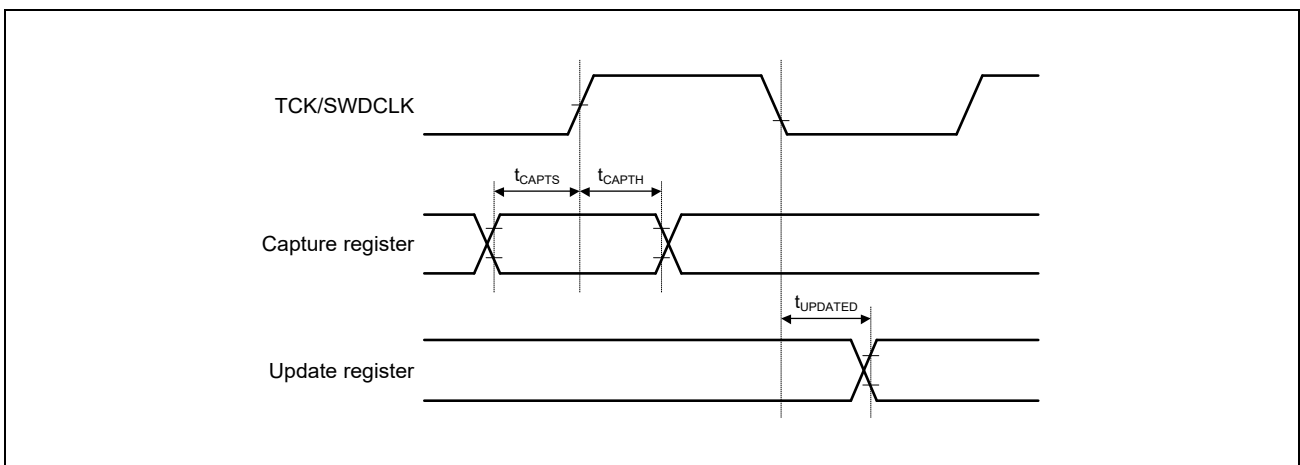 TCK/SWDCLK
tCAPTS
tCAPTH
Capture register
tUPDATED
Update register